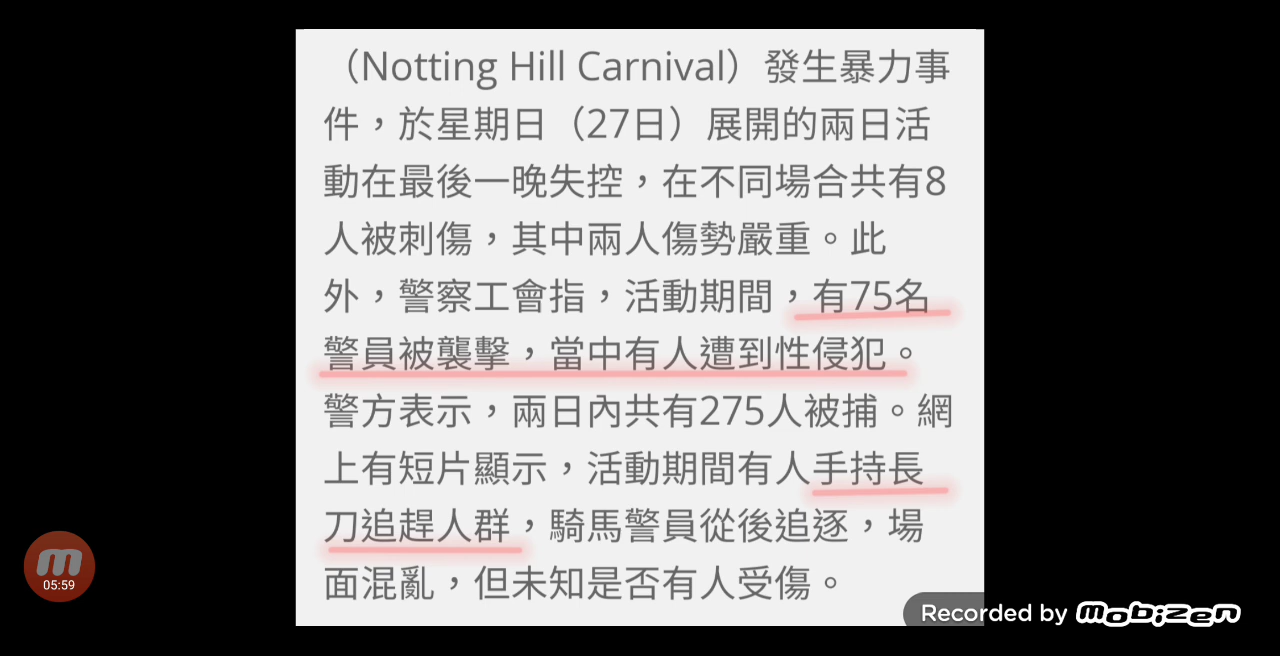 （Notting Hill Carnival）發生暴力事
件，於星期日（27日）展開的兩日活
動在最後一晚失控，在不同場合共有8
人被刺傷，其中兩人傷勢嚴重。此
外，警察工會指，活動期間，有75名
警員被襲擊，當中有人遭到性侵犯。
警方表示，兩日內共有275人被捕。網
上有短片顯示，活動期間有人手持長
刀追趕人群，騎馬警員從後追逐，場
面混亂，但未知是否有人受傷。
05:59
Recorded by mobizen